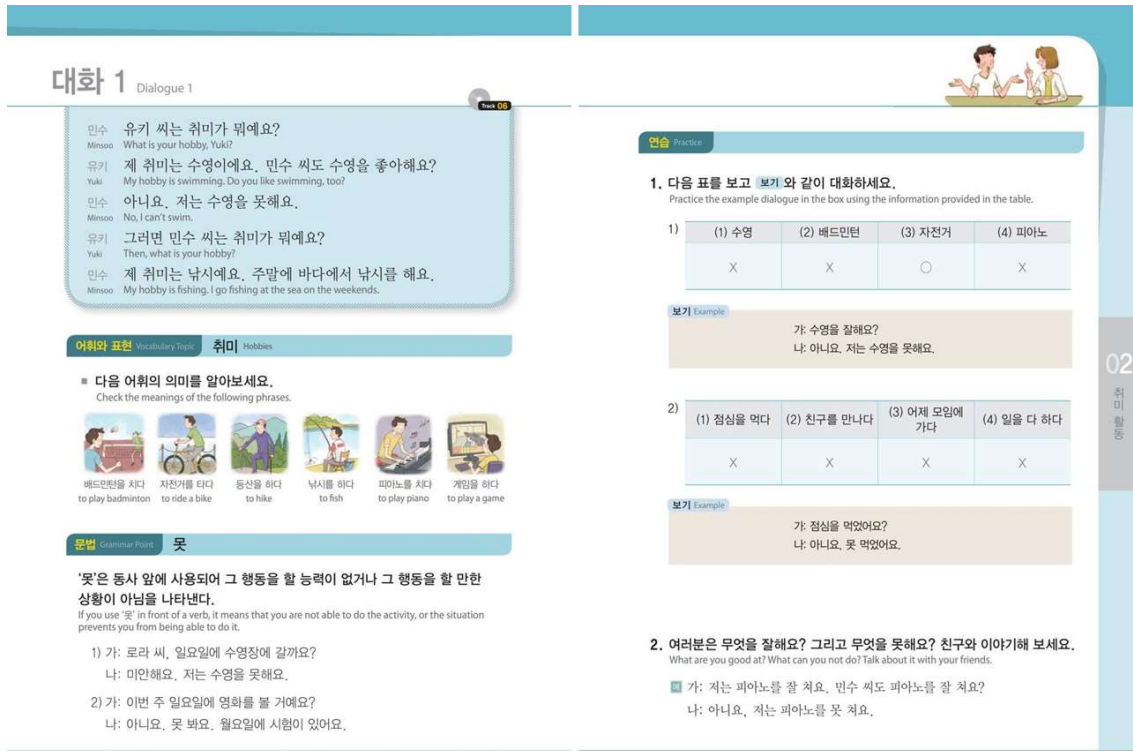 대화 1 Dialogue 1
Track 06
민수 유키 씨는 취미가 뭐예요?
Minsoo What is your hobby, Yuki?
유키 제 취미는 수영이에요. 민수 씨도 수영을 좋아해요?
Yuki My hobby is swimming. Do you like swimming, too?
민수 아니요. 저는 수영을 못해요.
Minsoo No, I can't swim.
유키 그러면 민수 씨는 취미가 뭐예요?
Yuki Then, what is your hobby?
민수 제 취미는 낚시예요. 주말에 바다에서 낚시를 해요.
Minsoo My hobby is fishing. I go fishing at the sea on the weekends.
어휘와 표현 Vocabulary Topic 취미 Hobbies
■ 다음 어휘의 의미를 알아보세요.
Check the meanings of the following phrases.
배드민턴을 치다 자전거를 타다 등산을 하다 낚시를 하다 피아노를 치다 게임을 하다
to play badminton to ride a bike to hike to fish to play piano to play a game
문법 Grammar Point 못
'못'은 동사 앞에 사용되어 그 행동을 할 능력이 없거나 그 행동을 할 만한
상황이 아님을 나타낸다.
If you use '못' in front of a verb, it means that you are not able to do the activity, or the situation
prevents you from being able to do it.
1) 가: 로라 씨, 일요일에 수영장에 갈까요?
나: 미안해요. 저는 수영을 못해요.
2) 가: 이번 주 일요일에 영화를 볼 거예요?
나: 아니요. 못 봐요. 월요일에 시험이 있어요.
연습 Practice
1. 다음 표를 보고 보기 와 같이 대화하세요.
Practice the example dialogue in the box using the information provided in the table.
1) (1) 수영 (2) 배드민턴 (3) 자전거 (4) 피아노
X X ○ X
보기 Example
가: 수영을 잘해요?
나: 아니요. 저는 수영을 못해요.
2) (1) 점심을 먹다 (2) 친구를 만나다 (3) 어제 모임에 가다 (4) 일을 다 하다
X X X X
보기 Example
가: 점심을 먹었어요?
나: 아니요. 못 먹었어요.
2. 여러분은 무엇을 잘해요? 그리고 무엇을 못해요? 친구와 이야기해 보세요.
What are you good at? What can you not do? Talk about it with your friends.
예 가: 저는 피아노를 잘 쳐요. 민수 씨도 피아노를 잘 쳐요?
나: 아니요, 저는 피아노를 못 쳐요.
02
취미 활동